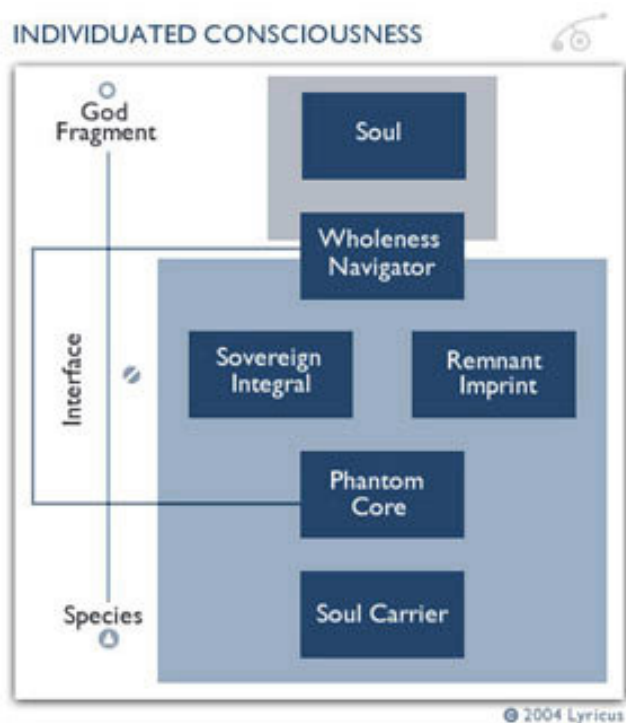 INDIVIDUATED CONSCIOUSNESS
God
Fragment
Soul
Wholeness
Navigator
Interface
Sovereign
Integral
Remnant
Imprint
Phantom
Core
Species
Soul Carrier
@ 2004 Lyricus